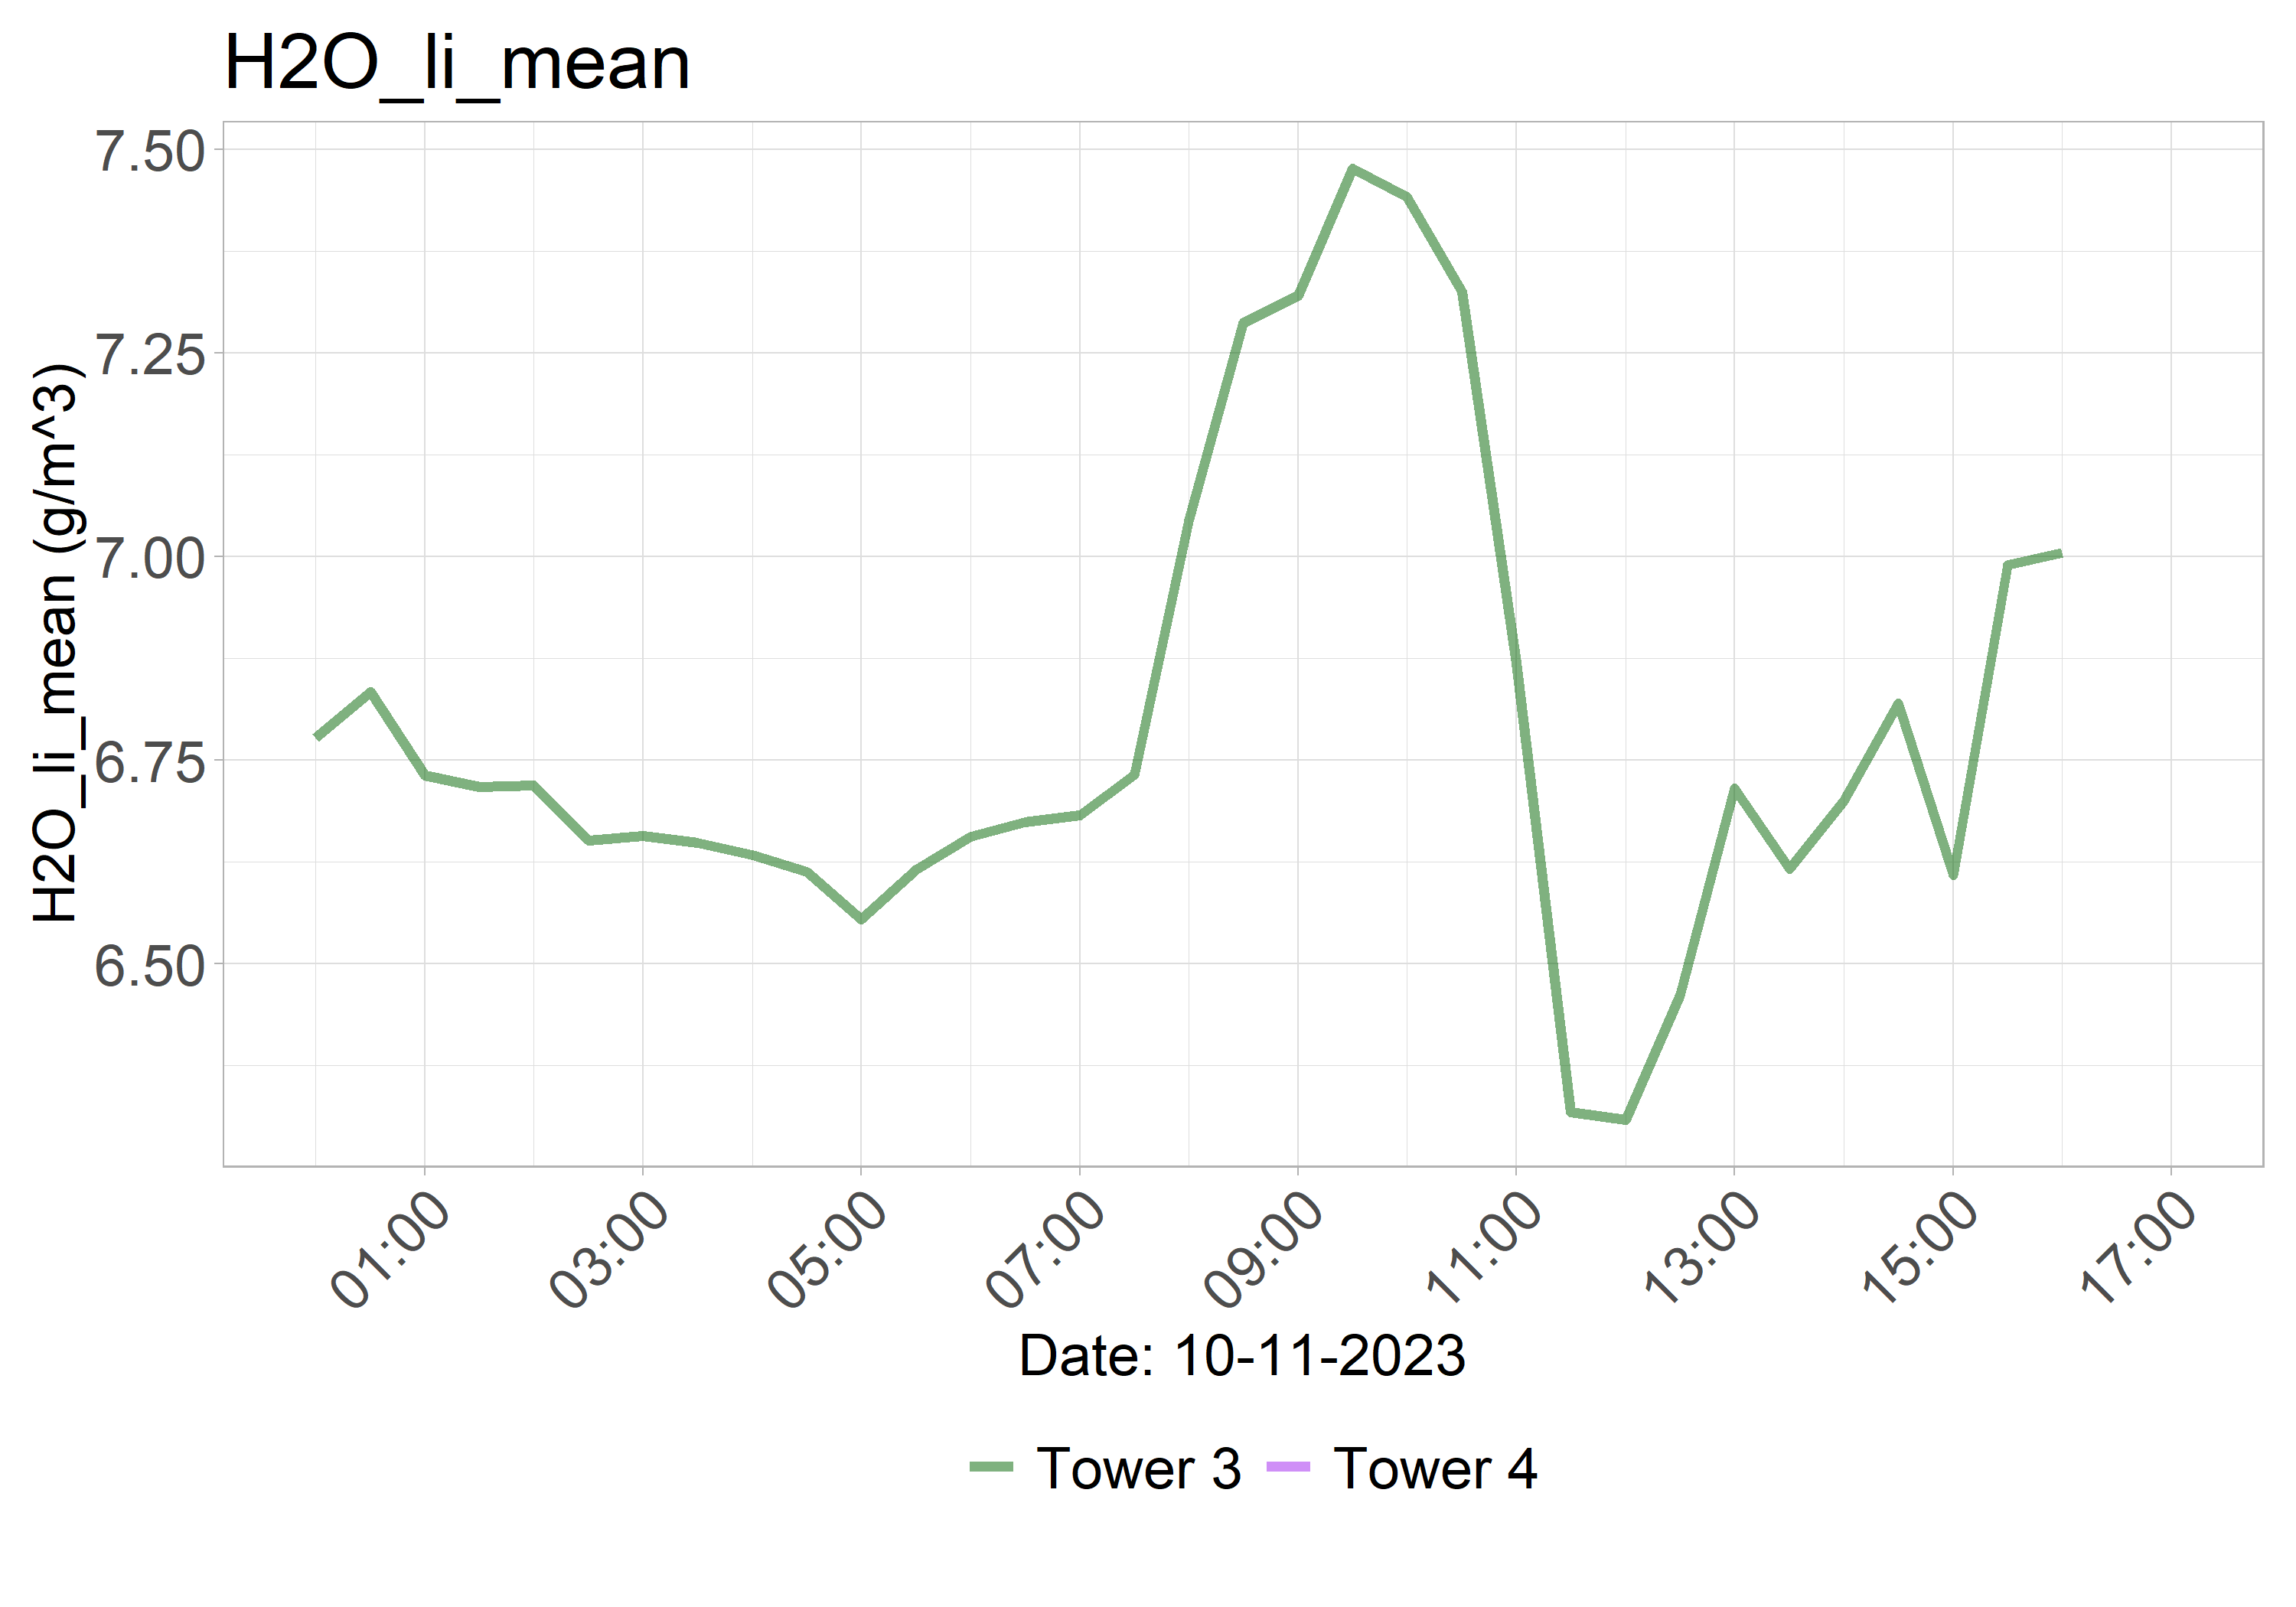 H2O_li_mean
H2O_li_mean (g/m^3)
7.50
7.25
7.00
6.75
6.50
01:00 03:00 05:00 07:00 09:00 11:00 13:00 15:00 17:00
Date: 10-11-2023
Tower 3 Tower 4